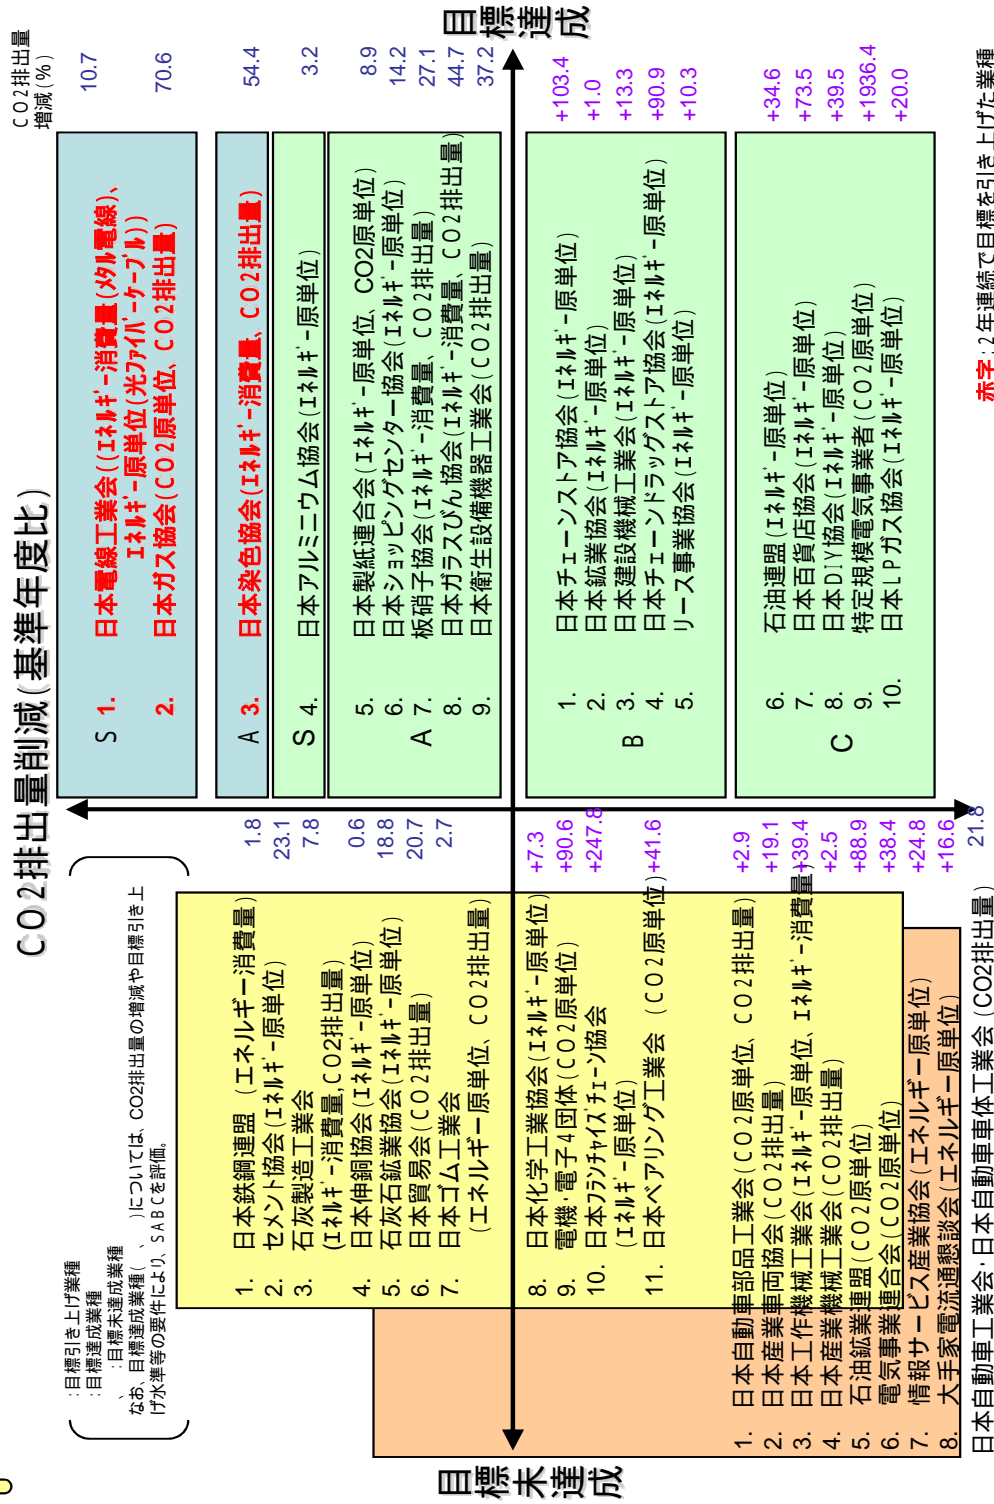 CO2排出量削減(基準年度比)
CO2排出量
増減(%)
目標達成
目標未達成
:目標引き上げ業種
:目標達成業種
、 :目標未達成業種
なお、目標達成業種( 、 )については、CO2排出量の増減や目標引き上
げ水準等の要件により、SABCを評価。
S
1. 日本電線工業会((エネルギー消費量(メタル電線)、 10.7
エネルギー原単位(光ファイバーケーブル))
2. 日本ガス協会(CO2原単位、CO2排出量) 70.6
A
3. 日本染色協会(エネルギー消費量、CO2排出量) 54.4
S
4. 日本アルミニウム協会(エネルギー原単位) 3.2
A
5. 日本製紙連合会(エネルギー原単位、CO2原単位) 8.9
6. 日本ショッピングセンター協会(エネルギー原単位) 14.2
7. 板硝子協会(エネルギー消費量、CO2排出量) 27.1
8. 日本ガラスびん協会(エネルギー消費量、CO2排出量) 44.7
9. 日本衛生設備機器工業会(CO2排出量) 37.2
B
1. 日本チェーンストア協会(エネルギー原単位) +103.4
2. 日本鉱業協会(エネルギー原単位) +1.0
3. 日本建設機械工業会(エネルギー原単位) +13.3
4. 日本チェーンドラッグストア協会(エネルギー原単位) +90.9
5. リース事業協会(エネルギー原単位) +10.3
C
6. 石油連盟(エネルギー原単位) +34.6
7. 日本百貨店協会(エネルギー原単位) +73.5
8. 日本DIY協会(エネルギー原単位) +39.5
9. 特定規模電気事業者(CO2原単位) +1936.4
10. 日本LPガス協会(エネルギー原単位) +20.0
1. 日本鉄鋼連盟 (エネルギー消費量) 1.8
2. セメント協会(エネルギー原単位) 23.1
3. 石灰製造工業会 7.8
(エネルギー消費量,CO2排出量)
4. 日本伸銅協会(エネルギー原単位) 0.6
5. 石灰石鉱業協会(エネルギー原単位) 18.8
6. 日本貿易会(CO2排出量) 20.7
7. 日本ゴム工業会 2.7
(エネルギー原単位、CO2排出量)
8. 日本化学工業協会(エネルギー原単位) +7.3
9. 電機・電子4団体(CO2原単位) +90.6
10. 日本フランチャイズチェーン協会 +247.8
(エネルギー原単位)
11. 日本ベアリング工業会 (CO2原単位) +41.6
1. 日本自動車部品工業会(CO2原単位、CO2排出量) +2.9
2. 日本産業車両協会(CO2排出量) +19.1
3. 日本工作機械工業会(エネルギー原単位、エネルギー消費量) +39.4
4. 日本産業機械工業会(CO2排出量) +2.5
5. 石油鉱業連盟(CO2原単位) +88.9
6. 電気事業連合会(CO2原単位) +38.4
7. 情報サービス産業協会(エネルギー原単位) +24.8
8. 大手家電流通懇談会(エネルギー原単位) +16.6
日本自動車工業会・日本自動車車体工業会 (CO2排出量) 21.8
赤字:2年連続で目標を引き上げた業種